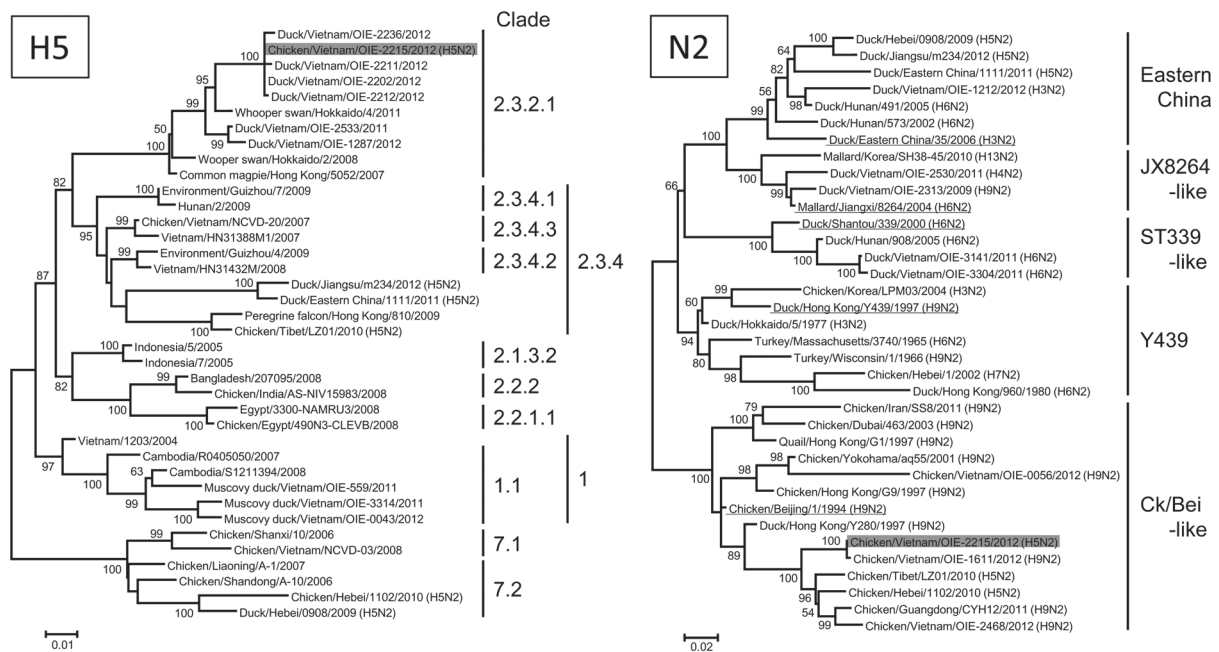 H5
Clade
Duck/Vietnam/OIE-2236/2012
Chicken/Vietnam/OIE-2215/2012 (H5N2)
Duck/Vietnam/OIE-2211/2012
Duck/Vietnam/OIE-2202/2012
Duck/Vietnam/OIE-2212/2012
Whooper swan/Hokkaido/4/2011
Duck/Vietnam/OIE-2533/2011
Duck/Vietnam/OIE-1287/2012
Wooper swan/Hokkaido/2/2008
Common magpie/Hong Kong/5052/2007
Environment/Guizhou/7/2009
Hunan/2/2009
Chicken/Vietnam/NCVD-20/2007
Vietnam/HN31388M1/2007
Environment/Guizhou/4/2009
Vietnam/HN31432M/2008
Duck/Jiangsu/m234/2012 (H5N2)
Duck/Eastern China/1111/2011 (H5N2)
Peregrine falcon/Hong Kong/810/2009
Chicken/Tibet/LZ01/2010 (H5N2)
Indonesia/5/2005
Indonesia/7/2005
Bangladesh/207095/2008
Chicken/India/AS-NIV15983/2008
Egypt/3300-NAMRU3/2008
Chicken/Egypt/490N3-CLEVB/2008
Vietnam/1203/2004
Cambodia/R0405050/2007
Cambodia/S1211394/2008
Muscovy duck/Vietnam/OIE-559/2011
Muscovy duck/Vietnam/OIE-3314/2011
Muscovy duck/Vietnam/OIE-0043/2012
Chicken/Shanxi/10/2006
Chicken/Vietnam/NCVD-03/2008
Chicken/Liaoning/A-1/2007
Chicken/Shandong/A-10/2006
Chicken/Hebei/1102/2010 (H5N2)
Duck/Hebei/0908/2009 (H5N2)
100
95
99
99
50
100
82
100
99
95
99
100
100
87
100
99
82
100
100
97
63
100
99
100
99
100
100
2.3.2.1
2.3.4.1
2.3.4.3
2.3.4.2
2.3.4
2.1.3.2
2.2.2
2.2.1.1
1.1
1
7.1
7.2
0.01
N2
Duck/Hebei/0908/2009 (H5N2)
Duck/Jiangsu/m234/2012 (H5N2)
Duck/Eastern China/1111/2011 (H5N2)
Duck/Vietnam/OIE-1212/2012 (H3N2)
Duck/Hunan/491/2005 (H6N2)
Duck/Hunan/573/2002 (H6N2)
Duck/Eastern China/35/2006 (H3N2)
Mallard/Korea/SH38-45/2010 (H13N2)
Duck/Vietnam/OIE-2530/2011 (H4N2)
Duck/Vietnam/OIE-2313/2009 (H9N2)
Mallard/Jiangxi/8264/2004 (H6N2)
Duck/Shantou/339/2000 (H6N2)
Duck/Hunan/908/2005 (H6N2)
Duck/Vietnam/OIE-3141/2011 (H6N2)
Duck/Vietnam/OIE-3304/2011 (H6N2)
Chicken/Korea/LPM03/2004 (H3N2)
Duck/Hong Kong/Y439/1997 (H9N2)
Duck/Hokkaido/5/1977 (H3N2)
Turkey/Massachusetts/3740/1965 (H6N2)
Turkey/Wisconsin/1/1966 (H9N2)
Chicken/Hebei/1/2002 (H7N2)
Duck/Hong Kong/960/1980 (H6N2)
Chicken/Iran/SS8/2011 (H9N2)
Chicken/Dubai/463/2003 (H9N2)
Quail/Hong Kong/G1/1997 (H9N2)
Chicken/Yokohama/aq55/2001 (H9N2)
Chicken/Vietnam/OIE-0056/2012 (H9N2)
Chicken/Hong Kong/G9/1997 (H9N2)
Chicken/Beijing/1/1994 (H9N2)
Duck/Hong Kong/Y280/1997 (H9N2)
Chicken/Vietnam/OIE-2215/2012 (H5N2)
Chicken/Vietnam/OIE-1611/2012 (H9N2)
Chicken/Tibet/LZ01/2010 (H5N2)
Chicken/Hebei/1102/2010 (H5N2)
Chicken/Guangdong/CYH12/2011 (H9N2)
Chicken/Vietnam/OIE-2468/2012 (H9N2)
100
64
82
56
98
99
100
100
99
66
100
100
100
99
60
94
80
98
100
79
100
98
98
100
100
89
100
96
54
99
Eastern
China
JX8264
-like
ST339
-like
Y439
Ck/Bei
-like
0.02